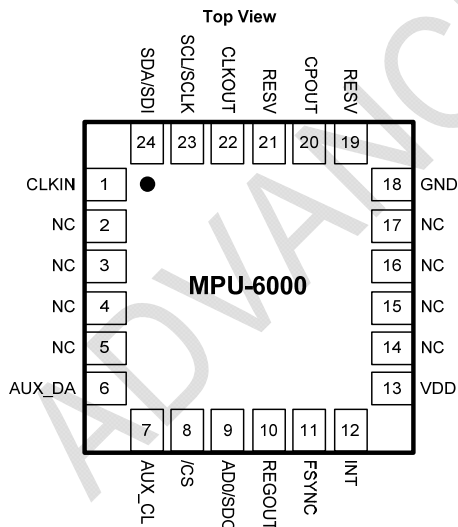 Top View
SDA/SDI
SCL/SCLK
CLKOUT
RESV
CPOUT
RESV
24 23 22 21 20 19
CLKIN 1 18 GND
NC 2 17 NC
NC 3 16 NC
MPU-6000
NC 4 15 NC
NC 5 14 NC
AUX_DA 6 13 VDD
7 8 9 10 11 12
AUX_CL
/CS
AD0/SDO
REGOUT
FSYNC
INT
ADVANC